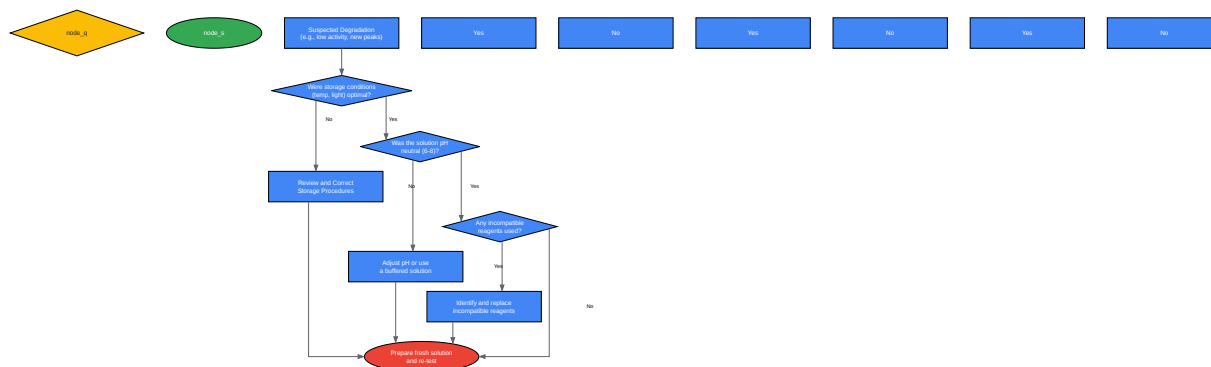 node_q
node_s
Suspected Degradation
(e.g., low activity, new peaks)
Yes
No
Yes
No
Yes
No
Were storage conditions
(temp, light) optimal?
No
Yes
Was the solution pH
neutral (6-8)?
Review and Correct
Storage Procedures
No
Yes
Any incompatible
reagents used?
Adjust pH or use
a buffered solution
Yes
Identify and replace
incompatible reagents
No
Prepare fresh solution
and re-test